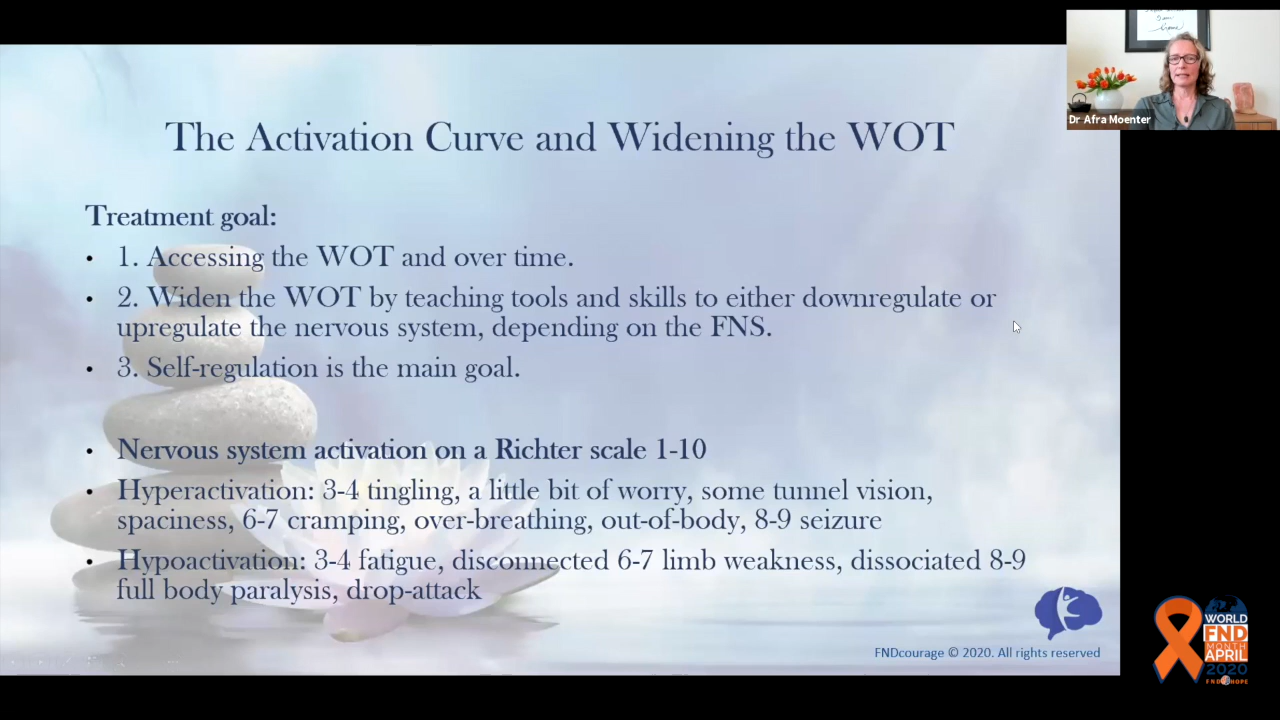 The Activation Curve and Widening the WOT
Treatment goal:
• 1. Accessing the WOT and over time.
• 2. Widen the WOT by teaching tools and skills to either downregulate or
upregulate the nervous system, depending on the FNS.
• 3. Self-regulation is the main goal.
• Nervous system activation on a Richter scale 1-10
• Hyperactivation: 3-4 tingling, a little bit of worry, some tunnel vision,
spaciness, 6-7 cramping, over-breathing, out-of-body, 8-9 seizure
• Hypoactivation: 3-4 fatigue, disconnected 6-7 limb weakness, dissociated 8-9
full body paralysis, drop-attack
FNDcourage © 2020. All rights reserved
Dr Afra Moenter
WORLD
FND
MONTH
APRIL
2020
FND HOPE